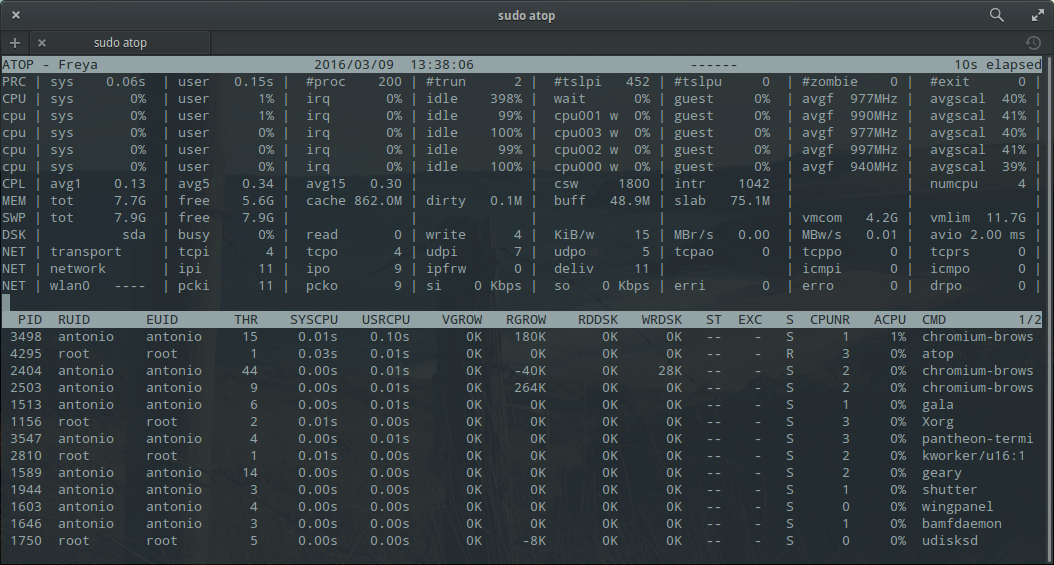 sudo atop
sudo atop
ATOP - Freya 2016/03/09 13:38:06 ------ 10s elapsed
PRC | sys 0.06s | user 0.15s | #proc 200 | #trun 2 | #tslpi 452 | #tslpu 0 | #zombie 0 | #exit 0 |
CPU | sys 0% | user 1% | irq 0% | idle 398% | wait 0% | guest 0% | avgf 977MHz | avgscal 40% |
cpu | sys 0% | user 1% | irq 0% | idle 99% | cpu001 w 0% | guest 0% | avgf 990MHz | avgscal 41% |
cpu | sys 0% | user 0% | irq 0% | idle 100% | cpu003 w 0% | guest 0% | avgf 977MHz | avgscal 40% |
cpu | sys 0% | user 0% | irq 0% | idle 99% | cpu002 w 0% | guest 0% | avgf 997MHz | avgscal 41% |
cpu | sys 0% | user 0% | irq 0% | idle 100% | cpu000 w 0% | guest 0% | avgf 940MHz | avgscal 39% |
CPL | avg1 0.13 | avg5 0.34 | avg15 0.30 | | csw 1800 | intr 1042 | | numcpu 4 |
MEM | tot 7.7G | free 5.6G | cache 862.0M | dirty 0.1M | buff 48.9M | slab 75.1M | | |
SWP | tot 7.9G | free 7.9G | | | | | vmcom 4.2G | vmlim 11.7G |
DSK | sda | busy 0% | read 0 | write 4 | KiB/w 15 | MBr/s 0.00 | MBw/s 0.01 | avio 2.00 ms |
NET | transport | tcpi 4 | tcpo 4 | udpi 7 | udpo 5 | tcpao 0 | tcppo 0 | tcprs 0 |
NET | network | ipi 11 | ipo 9 | ipfrw 0 | deliv 11 | | icmpi 0 | icmpo 0 |
NET | wlan0 ---- | pcki 11 | pcko 9 | si 0 Kbps | so 0 Kbps | erri 0 | erro 0 | drpo 0 |
PID RUID EUID THR SYSCPU USRCPU VGROW RGROW RDDSK WRDSK ST EXC S CPUNR ACPU CMD 1/2
3498 antonio antonio 15 0.01s 0.10s 0K 180K 0K 0K -- - S 1 1% chromium-brows
4295 root root 1 0.03s 0.01s 0K 0K 0K 0K -- - R 3 0% atop
2404 antonio antonio 44 0.00s 0.01s 0K -40K 0K 28K -- - S 2 0% chromium-brows
2503 antonio antonio 9 0.00s 0.01s 0K 264K 0K 0K -- - S 2 0% chromium-brows
1513 antonio antonio 6 0.00s 0.01s 0K 0K 0K 0K -- - S 1 0% gala
1156 root root 2 0.01s 0.00s 0K 0K 0K 0K -- - S 3 0% Xorg
3547 antonio antonio 4 0.00s 0.01s 0K 0K 0K 0K -- - S 3 0% pantheon-termi
2810 root root 1 0.01s 0.00s 0K 0K 0K 0K -- - S 2 0% kworker/u16:1
1589 antonio antonio 14 0.00s 0.00s 0K 0K 0K 0K -- - S 2 0% geary
1944 antonio antonio 3 0.00s 0.00s 0K 0K 0K 0K -- - S 1 0% shutter
1603 antonio antonio 4 0.00s 0.00s 0K 0K 0K 0K -- - S 0 0% wingpanel
1646 antonio antonio 3 0.00s 0.00s 0K 0K 0K 0K -- - S 1 0% bamfdaemon
1750 root root 5 0.00s 0.00s 0K -8K 0K 0K -- - S 0 0% udisksd